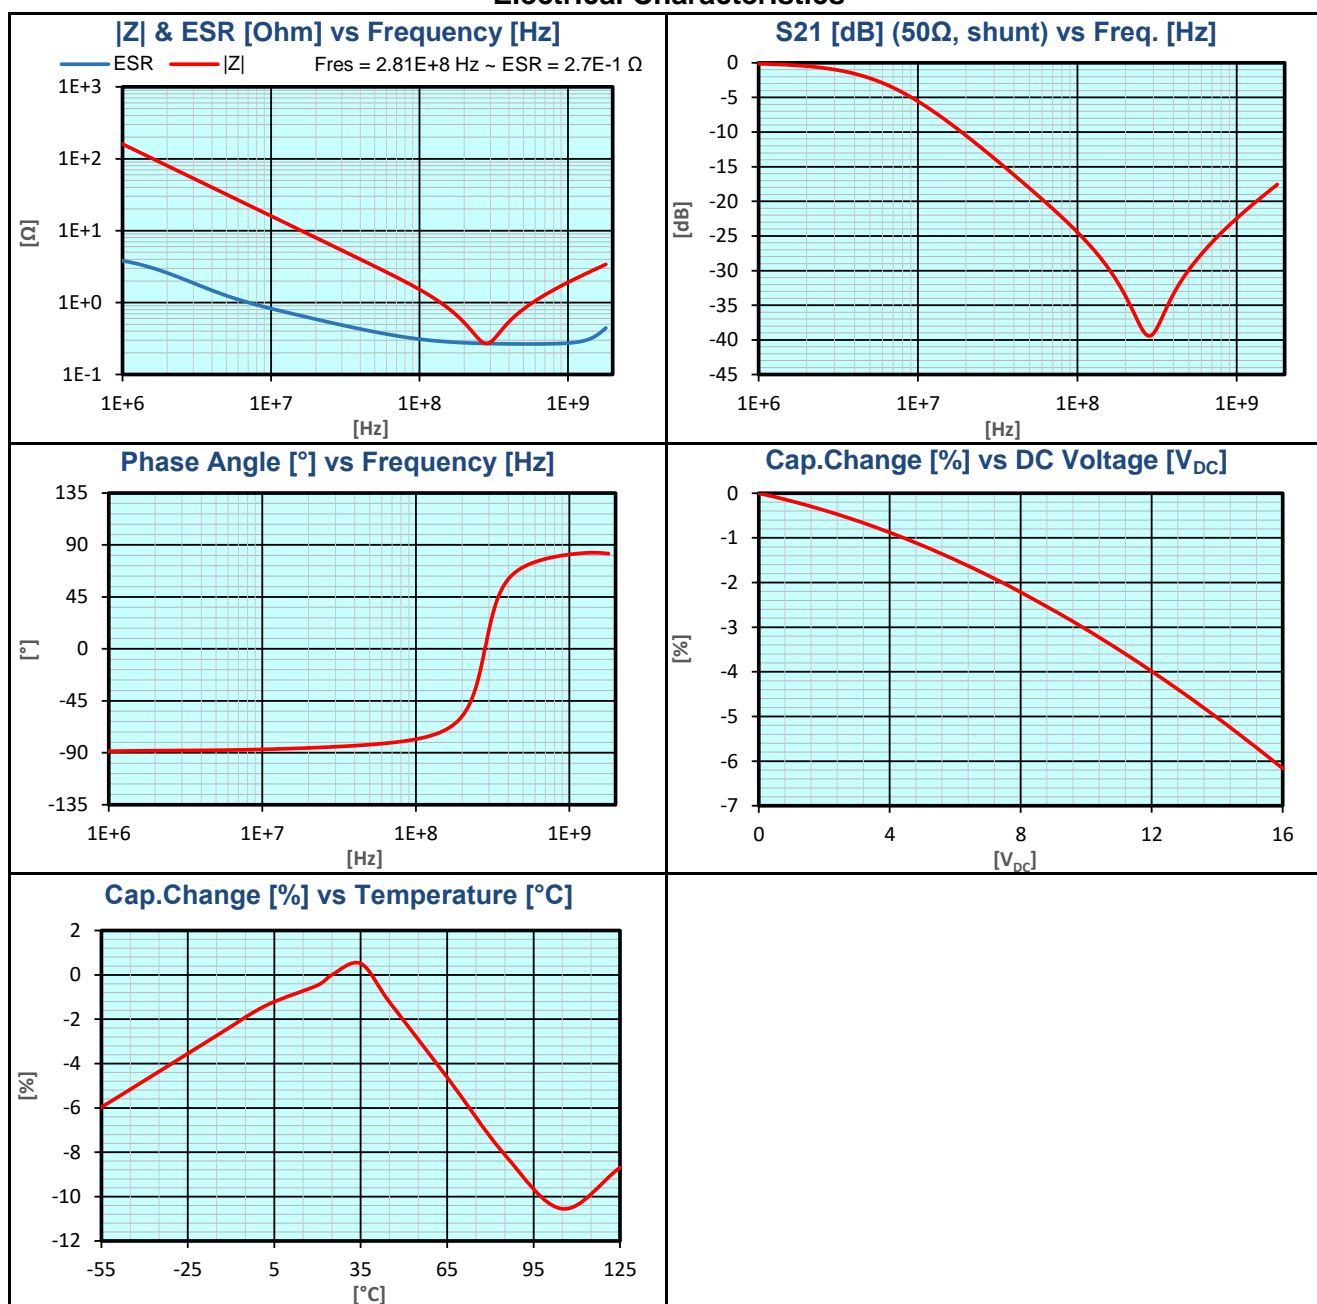 Electrical Characteristics
|Z| & ESR [Ohm] vs Frequency [Hz]
ESR |Z| Fres = 2.81E+8 Hz ~ ESR = 2.7E-1 Ω
1E+3
1E+2
1E+1
1E+0
1E-1
[Ω]
1E+6 1E+7 1E+8 1E+9
[Hz]
S21 [dB] (50Ω, shunt) vs Freq. [Hz]
0
-5
-10
-15
-20
-25
-30
-35
-40
-45
[dB]
1E+6 1E+7 1E+8 1E+9
[Hz]
Phase Angle [°] vs Frequency [Hz]
135
90
45
0
-45
-90
-135
[°]
1E+6 1E+7 1E+8 1E+9
[Hz]
Cap.Change [%] vs DC Voltage [VDC]
0
-1
-2
-3
-4
-5
-6
-7
[%]
0 4 8 12 16
[VDC]
Cap.Change [%] vs Temperature [°C]
2
0
-2
-4
-6
-8
-10
-12
[%]
-55 -25 5 35 65 95 125
[°C]